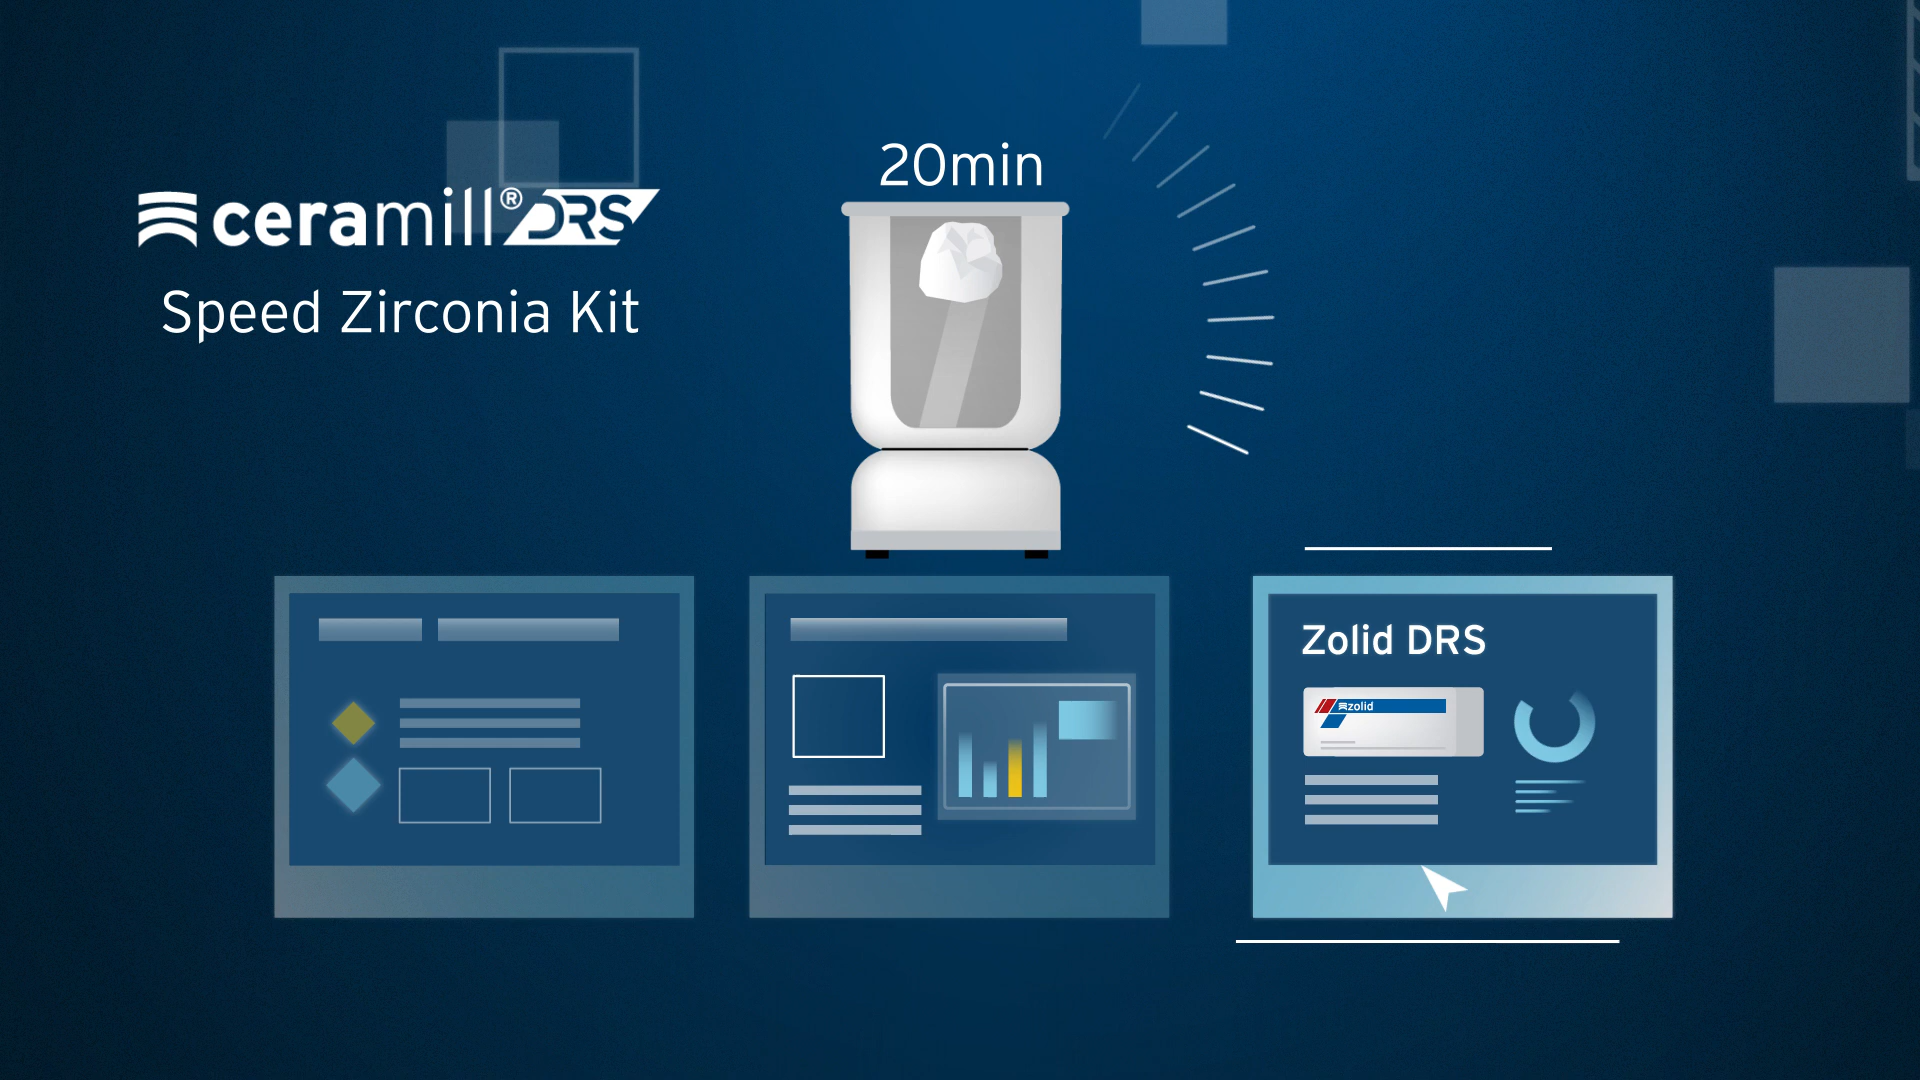 ceramill® DRS
Speed Zirconia Kit
20min
Zolid DRS
zolid